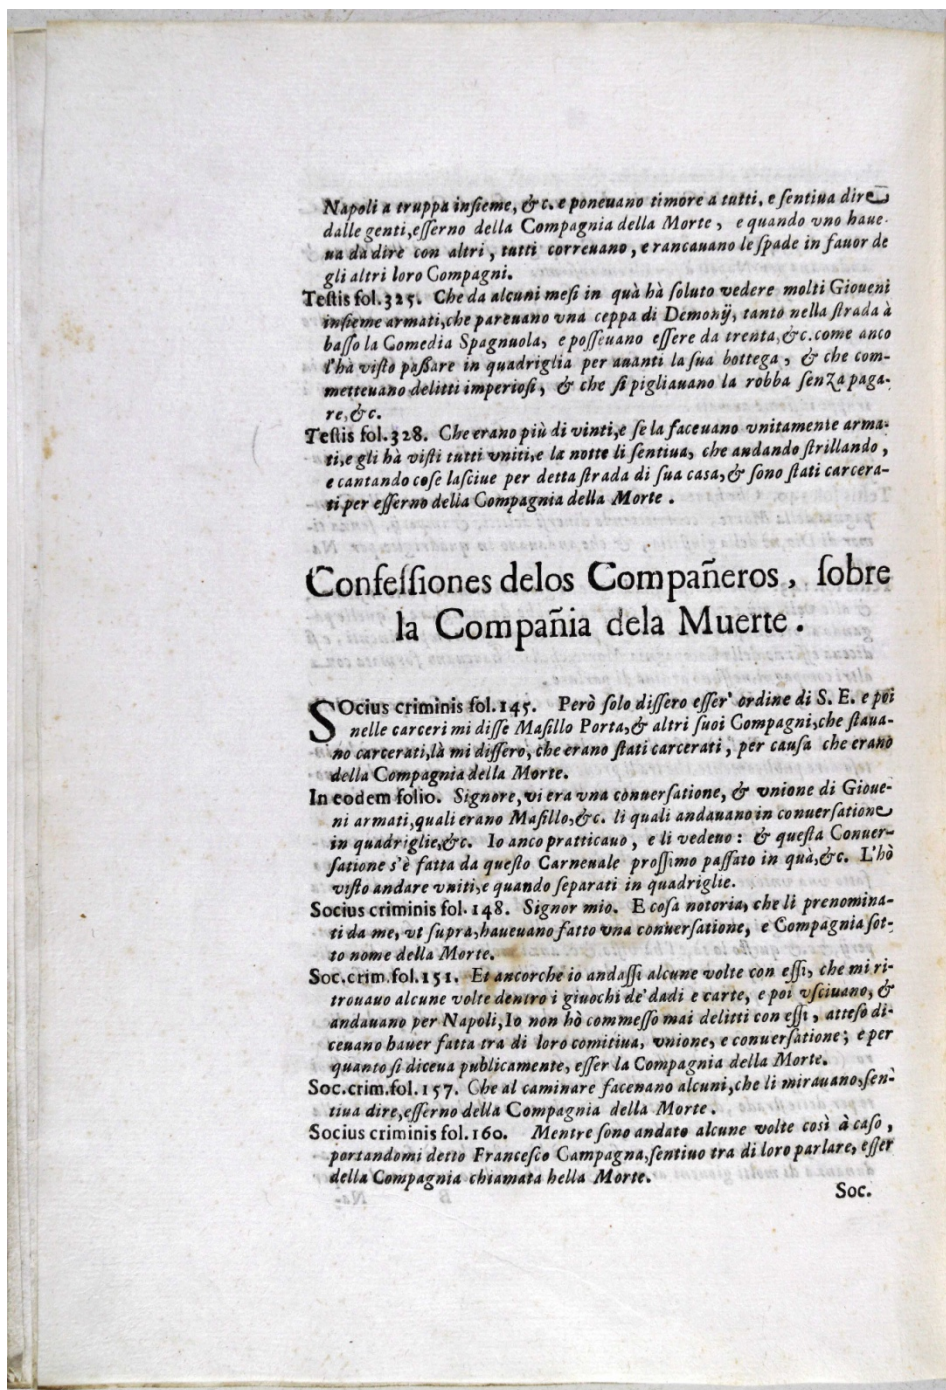 Napoli a truppa inſieme, &c. e poneuano timore a tutti, e ſentiua dire
dalle genti,eſſerno della Compagnia della Morte, e quando vno haue-
ua da dire con altri, tutti correuano, e rancauano le ſpade in fauor de
gli altri loro Compagni.
Teſtis fol.325. Che da alcuni meſi in quà hà ſoluto vedere molti Gioueni
inſieme armati,che pareuano vna ceppa di Demonij, tanto nella ſtrada à
baſſo la Comedia Spagnuola, e poſſeuano eſſere da trenta,&c.come anco
l'hà viſto paſſare in quadriglia per auanti la ſua bottega, & che com-
metteuano delitti imperioſi, & che ſi pigliauano la robba ſenza paga-
re,&c.
Teſtis fol.328. Che erano più di vinti,e ſe la faceuano vnitamente arma-
ti,e gli hà viſti tutti vniti,e la notte li ſentiua, che andando ſtrillando,
e cantando coſe laſciue per detta ſtrada di ſua caſa,& ſono ſtati carcera-
ti per eſſerno della Compagnia della Morte.
Confeſſiones delos Compañeros, ſobre
la Compañia dela Muerte.
SOcius criminis fol.145. Però ſolo diſſero eſſer' ordine di S. E. e poi
nelle carceri mi diſſe Maſillo Porta,& altri ſuoi Compagni,che ſtaua-
no carcerati,là mi diſſero, che erano ſtati carcerati, per cauſa che erano
della Compagnia della Morte.
In eodem folio. Signore, vi era vna conuerſatione, & vnione di Gioue-
ni armati,quali erano Maſillo,&c. li quali andauano in conuerſatione
in quadriglie,&c. Io anco pratticauo, e li vedeuo: & queſta Conuer-
ſatione s'è fatta da queſto Carneuale proſſimo paſſato in quà,&c. L'hò
viſto andare vniti,e quando ſeparati in quadriglie.
Socius criminis fol.148. Signor mio. E coſa notoria, che li prenomina-
ti da me, vt ſupra,haueuano fatto vna conuerſatione, e Compagnia ſot-
to nome della Morte.
Soc.crim.fol.151. Et ancorche io andaſſi alcune volte con eſſi, che mi ri-
trouauo alcune volte dentro i giuochi de' dadi e carte, e poi vſciuano, &
andauano per Napoli,Io non hò commeſſo mai delitti con eſſi, atteſo di-
ceuano hauer fatta tra di loro comitiua, vnione, e conuerſatione; e per
quanto ſi diceua publicamente, eſſer la Compagnia della Morte.
Soc.crim.fol.157. Che al caminare facenano alcuni,che li mirauano,ſen-
tiua dire,eſſerno della Compagnia della Morte.
Socius criminis fol.160. Mentre ſono andato alcune volte così à caſo,
portandomi detto Franceſco Campagna,ſentiuo tra di loro parlare, eſſer
della Compagnia chiamata hella Morte.
Soc.